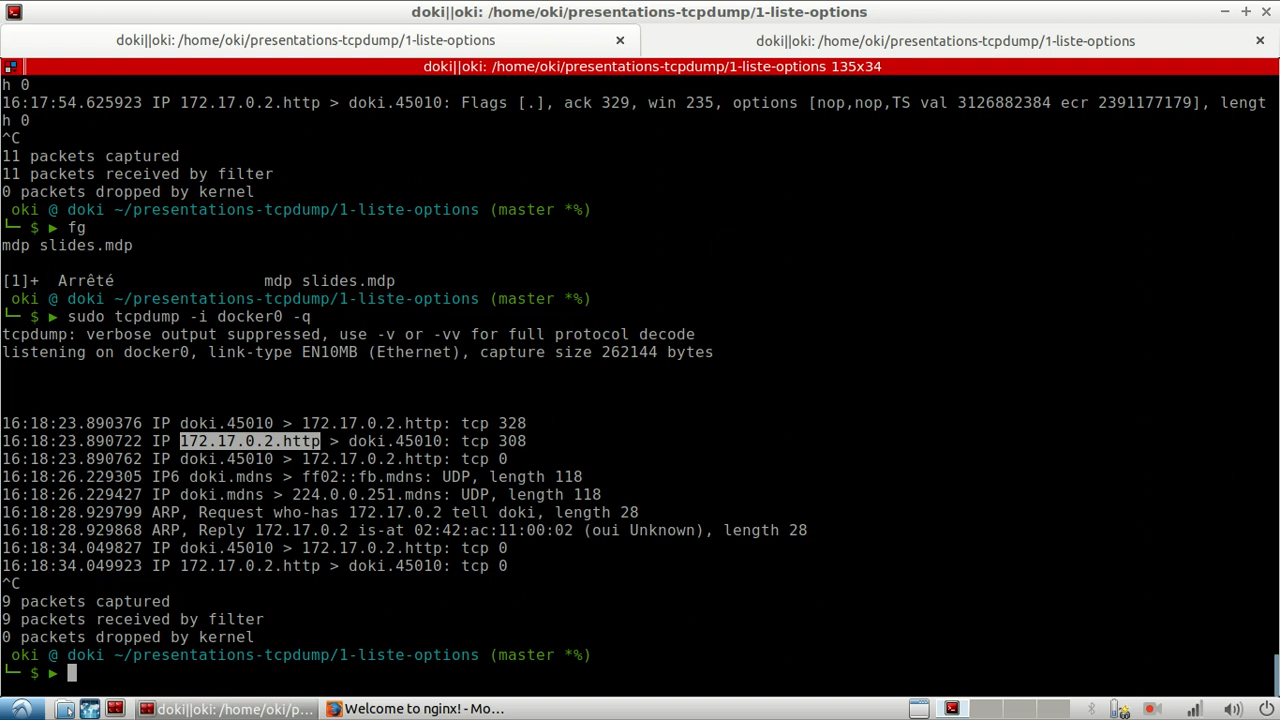 doki||oki: /home/oki/presentations-tcpdump/1-liste-options
doki||oki: /home/oki/presentations-tcpdump/1-liste-options
doki||oki: /home/oki/presentations-tcpdump/1-liste-options
doki||oki: /home/oki/presentations-tcpdump/1-liste-options 135x34
h 0
16:17:54.625923 IP 172.17.0.2.http > doki.45010: Flags [.], ack 329, win 235, options [nop,nop,TS val 3126882384 ecr 2391177179], lengt
h 0
^C
11 packets captured
11 packets received by filter
0 packets dropped by kernel
oki @ doki ~/presentations-tcpdump/1-liste-options (master *%)
└─ $ ▶ fg
mdp slides.mdp
[1]+  Arrêté                mdp slides.mdp
oki @ doki ~/presentations-tcpdump/1-liste-options (master *%)
└─ $ ▶ sudo tcpdump -i docker0 -q
tcpdump: verbose output suppressed, use -v or -vv for full protocol decode
listening on docker0, link-type EN10MB (Ethernet), capture size 262144 bytes
16:18:23.890376 IP doki.45010 > 172.17.0.2.http: tcp 328
16:18:23.890722 IP 172.17.0.2.http > doki.45010: tcp 308
16:18:23.890762 IP doki.45010 > 172.17.0.2.http: tcp 0
16:18:26.229305 IP6 doki.mdns > ff02::fb.mdns: UDP, length 118
16:18:26.229427 IP doki.mdns > 224.0.0.251.mdns: UDP, length 118
16:18:28.929799 ARP, Request who-has 172.17.0.2 tell doki, length 28
16:18:28.929868 ARP, Reply 172.17.0.2 is-at 02:42:ac:11:00:02 (oui Unknown), length 28
16:18:34.049827 IP doki.45010 > 172.17.0.2.http: tcp 0
16:18:34.049923 IP 172.17.0.2.http > doki.45010: tcp 0
^C
9 packets captured
9 packets received by filter
0 packets dropped by kernel
oki @ doki ~/presentations-tcpdump/1-liste-options (master *%)
└─ $ ▶
doki||oki: /home/oki/p...
Welcome to nginx! - Mo...